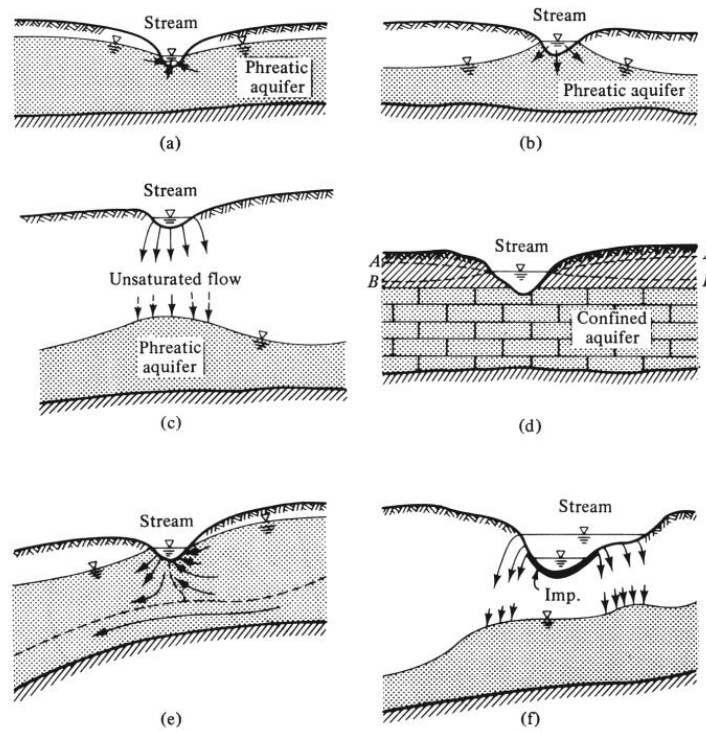 Stream
Phreatic
aquifer
(a)
Stream
Phreatic aquifer
(b)
Stream
Unsaturated flow
Phreatic
aquifer
(c)
Stream
A
B
Confined
aquifer
(d)
Stream
(e)
Stream
Imp.
(f)